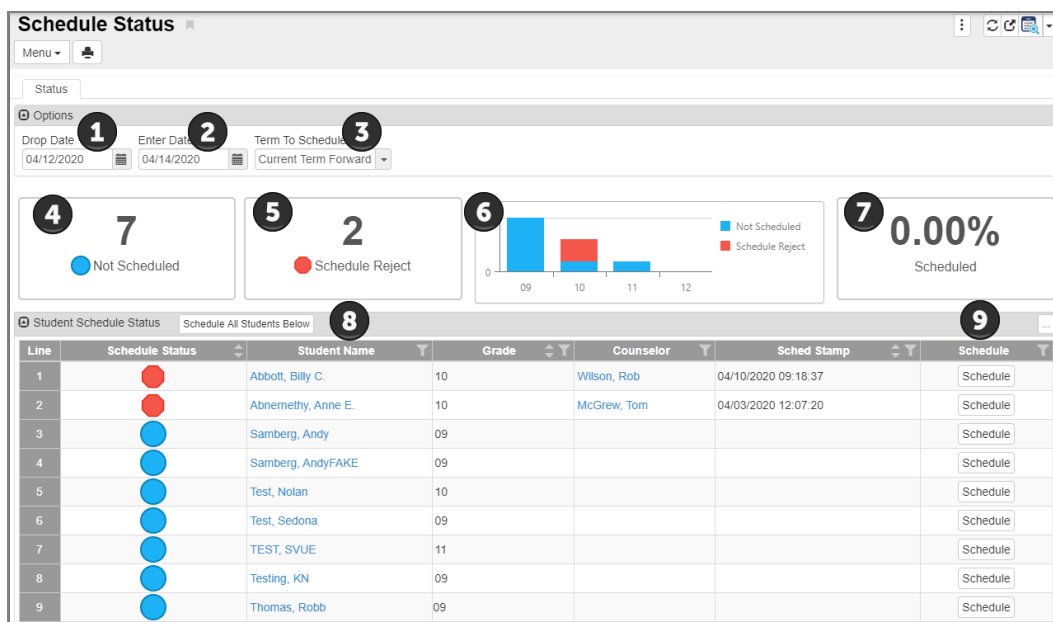 Schedule Status
Menu
Status
Options
1
2
3
Drop Date
Enter Date
Term To Schedule
04/12/2020
04/14/2020
Current Term Forward
4
5
6
7
7
Not Scheduled
2
Schedule Reject
0
09
10
11
12
Not Scheduled
Schedule Reject
0.00%
Scheduled
8
9
Student Schedule Status
Schedule All Students Below
...
Line Schedule Status Student Name Grade Counselor Sched Stamp Schedule
1 Abbott, Billy C. 10 Wilson, Rob 04/10/2020 09:18:37 Schedule
2 Abnernethy, Anne E. 10 McGrew, Tom 04/03/2020 12:07:20 Schedule
3 Samberg, Andy 09 Schedule
4 Samberg, AndyFAKE 09 Schedule
5 Test, Nolan 10 Schedule
6 Test, Sedona 09 Schedule
7 TEST, SVUE 11 Schedule
8 Testing, KN 09 Schedule
9 Thomas, Robb 09 Schedule